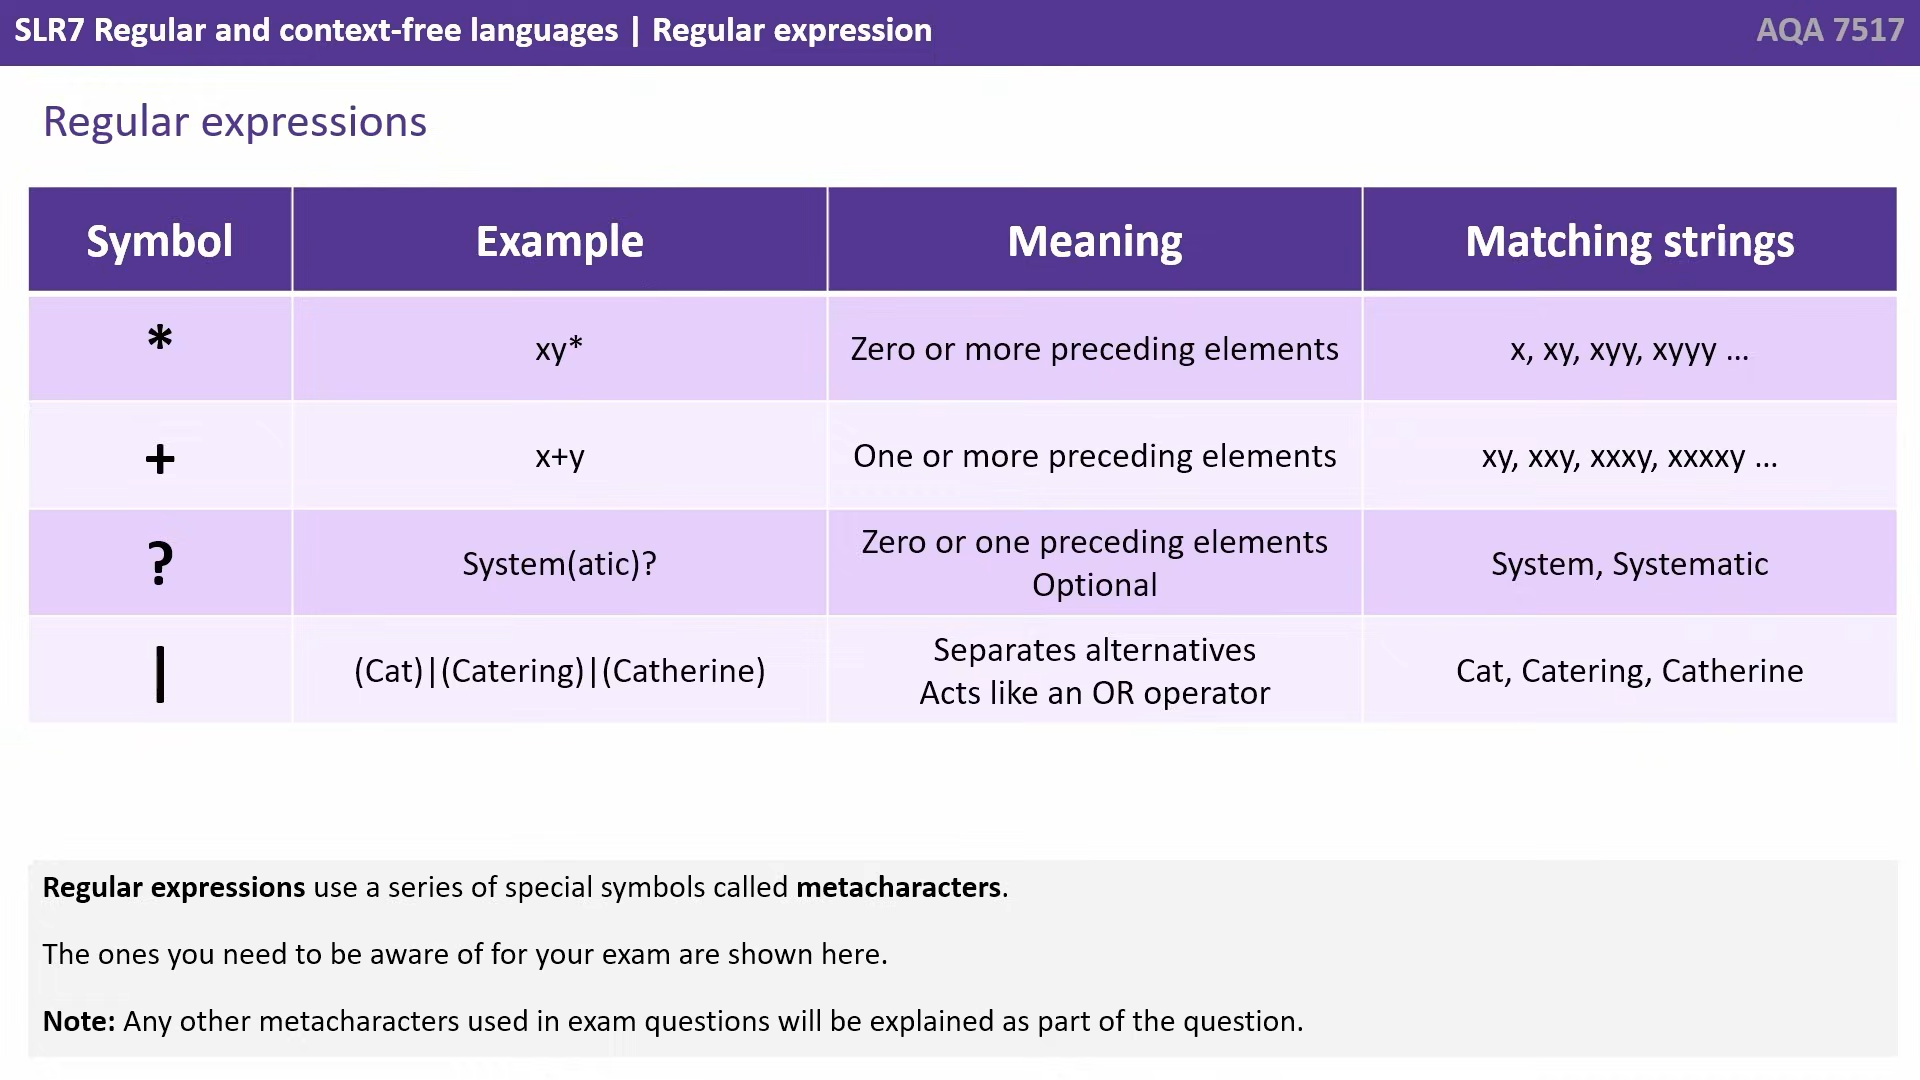 SLR7 Regular and context-free languages | Regular expression
AQA 7517
Regular expressions
Symbol Example Meaning Matching strings
* xy* Zero or more preceding elements x, xy, xyy, xyyy ...
+ x+y One or more preceding elements xy, xxy, xxxy, xxxxy ...
? System(atic)? Zero or one preceding elements
Optional System, Systematic
| (Cat)|(Catering)|(Catherine) Separates alternatives
Acts like an OR operator Cat, Catering, Catherine
Regular expressions use a series of special symbols called metacharacters.
The ones you need to be aware of for your exam are shown here.
Note: Any other metacharacters used in exam questions will be explained as part of the question.